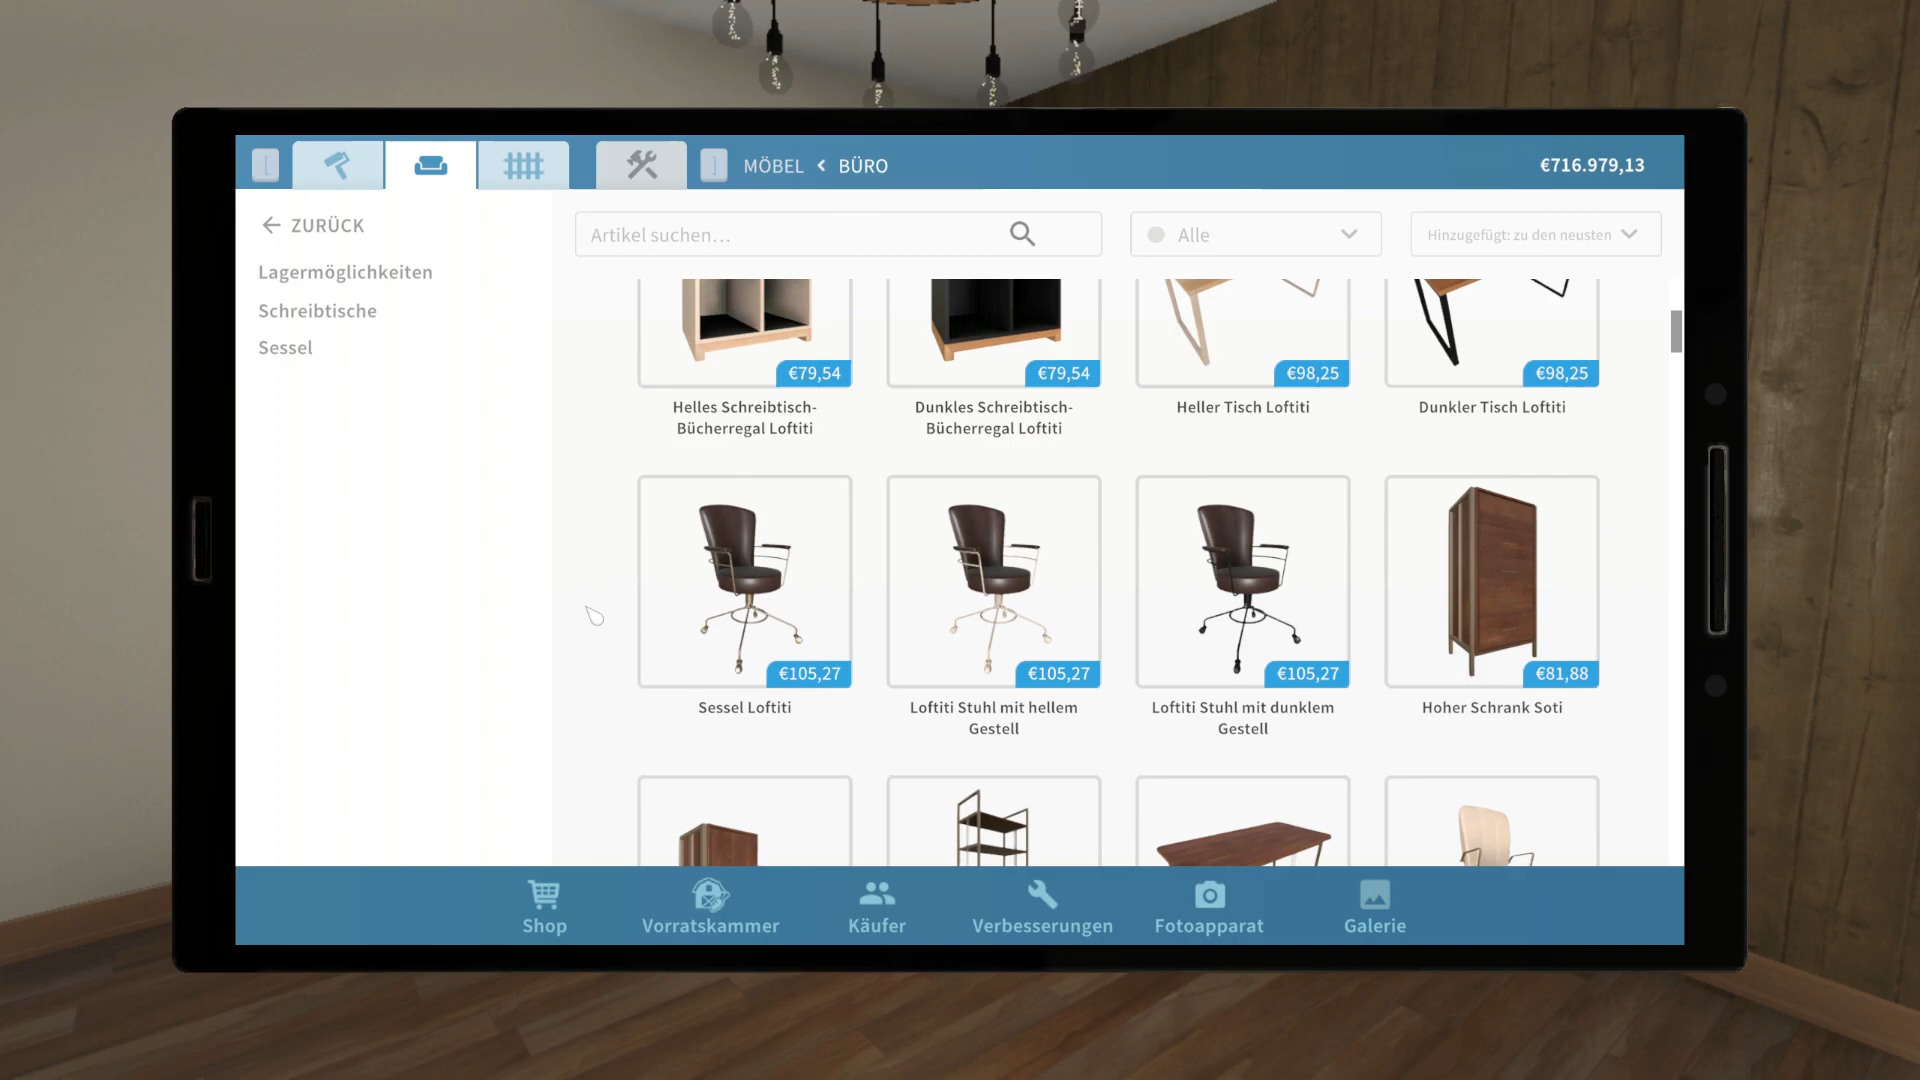 [
]
MÖBEL < BÜRO
€716.979,13
ZURÜCK
Lagermöglichkeiten
Schreibtische
Sessel
Artikel suchen...
Alle
Hinzugefügt: zu den neusten
€79,54
€79,54
€98,25
€98,25
Helles Schreibtisch-
Bücherregal Loftiti
Dunkles Schreibtisch-
Bücherregal Loftiti
Heller Tisch Loftiti
Dunkler Tisch Loftiti
€105,27
€105,27
€105,27
€81,88
Sessel Loftiti
Loftiti Stuhl mit hellem
Gestell
Loftiti Stuhl mit dunklem
Gestell
Hoher Schrank Soti
Shop
Vorratskammer
Käufer
Verbesserungen
Fotoapparat
Galerie